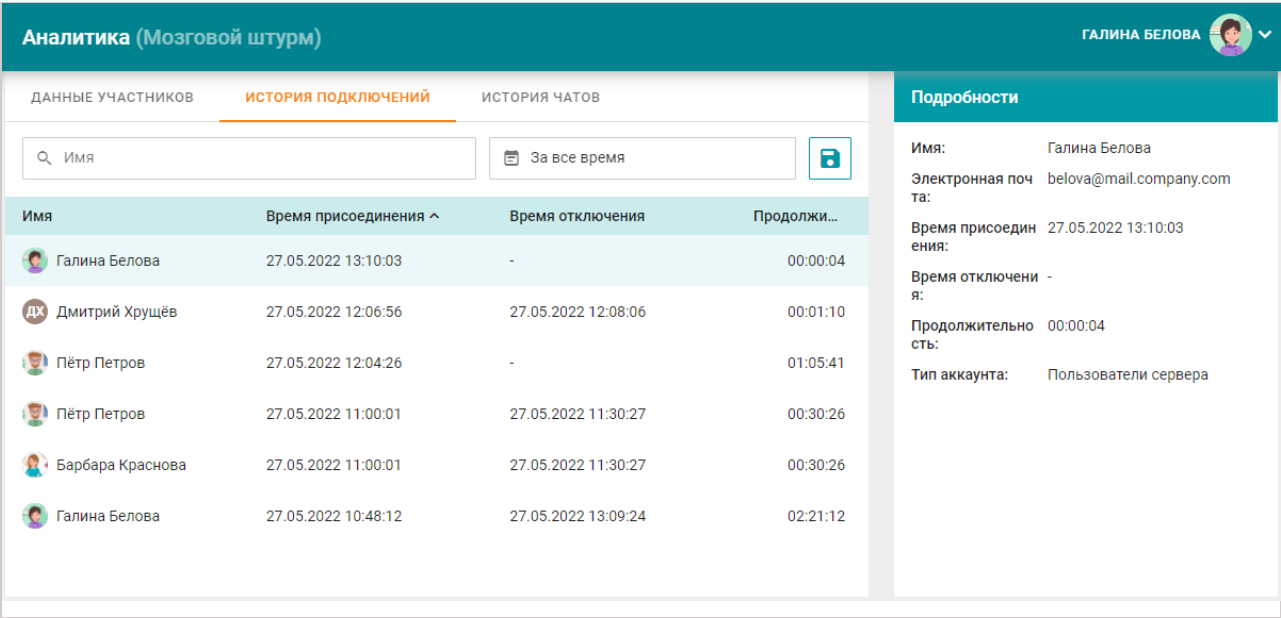 Аналитика (Мозговой штурм)
ГАЛИНА БЕЛОВА
ДАННЫЕ УЧАСТНИКОВ
ИСТОРИЯ ПОДКЛЮЧЕНИЙ
ИСТОРИЯ ЧАТОВ
Имя
За все время
Имя Время присоединения Время отключения Продолжи...
Галина Белова 27.05.2022 13:10:03 - 00:00:04
ДХ Дмитрий Хрущёв 27.05.2022 12:06:56 27.05.2022 12:08:06 00:01:10
Пётр Петров 27.05.2022 12:04:26 - 01:05:41
Пётр Петров 27.05.2022 11:00:01 27.05.2022 11:30:27 00:30:26
Барбара Краснова 27.05.2022 11:00:01 27.05.2022 11:30:27 00:30:26
Галина Белова 27.05.2022 10:48:12 27.05.2022 13:09:24 02:21:12
Подробности
Имя: Галина Белова
Электронная поч belova@mail.company.com
та:
Время присоедин 27.05.2022 13:10:03
ения:
Время отключени -
я:
Продолжительно 00:00:04
сть:
Тип аккаунта: Пользователи сервера